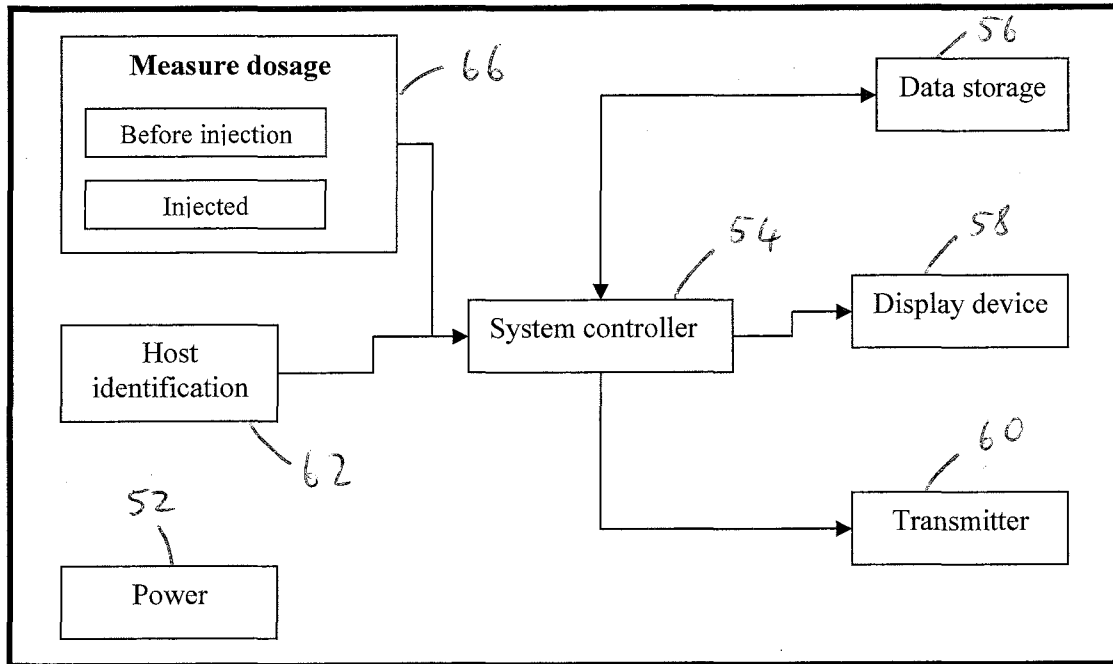 Measure dosage
66
Before injection
Injected
56
Data storage
54
System controller
58
Display device
Host
identification
62
60
Transmitter
52
Power